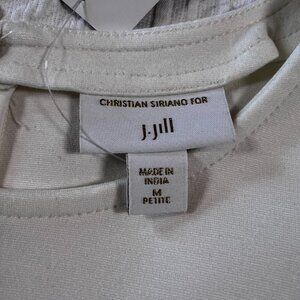 CHRISTIAN SIRIANO FOR
J.Jill
MADE IN
INDIA
M
PETITE